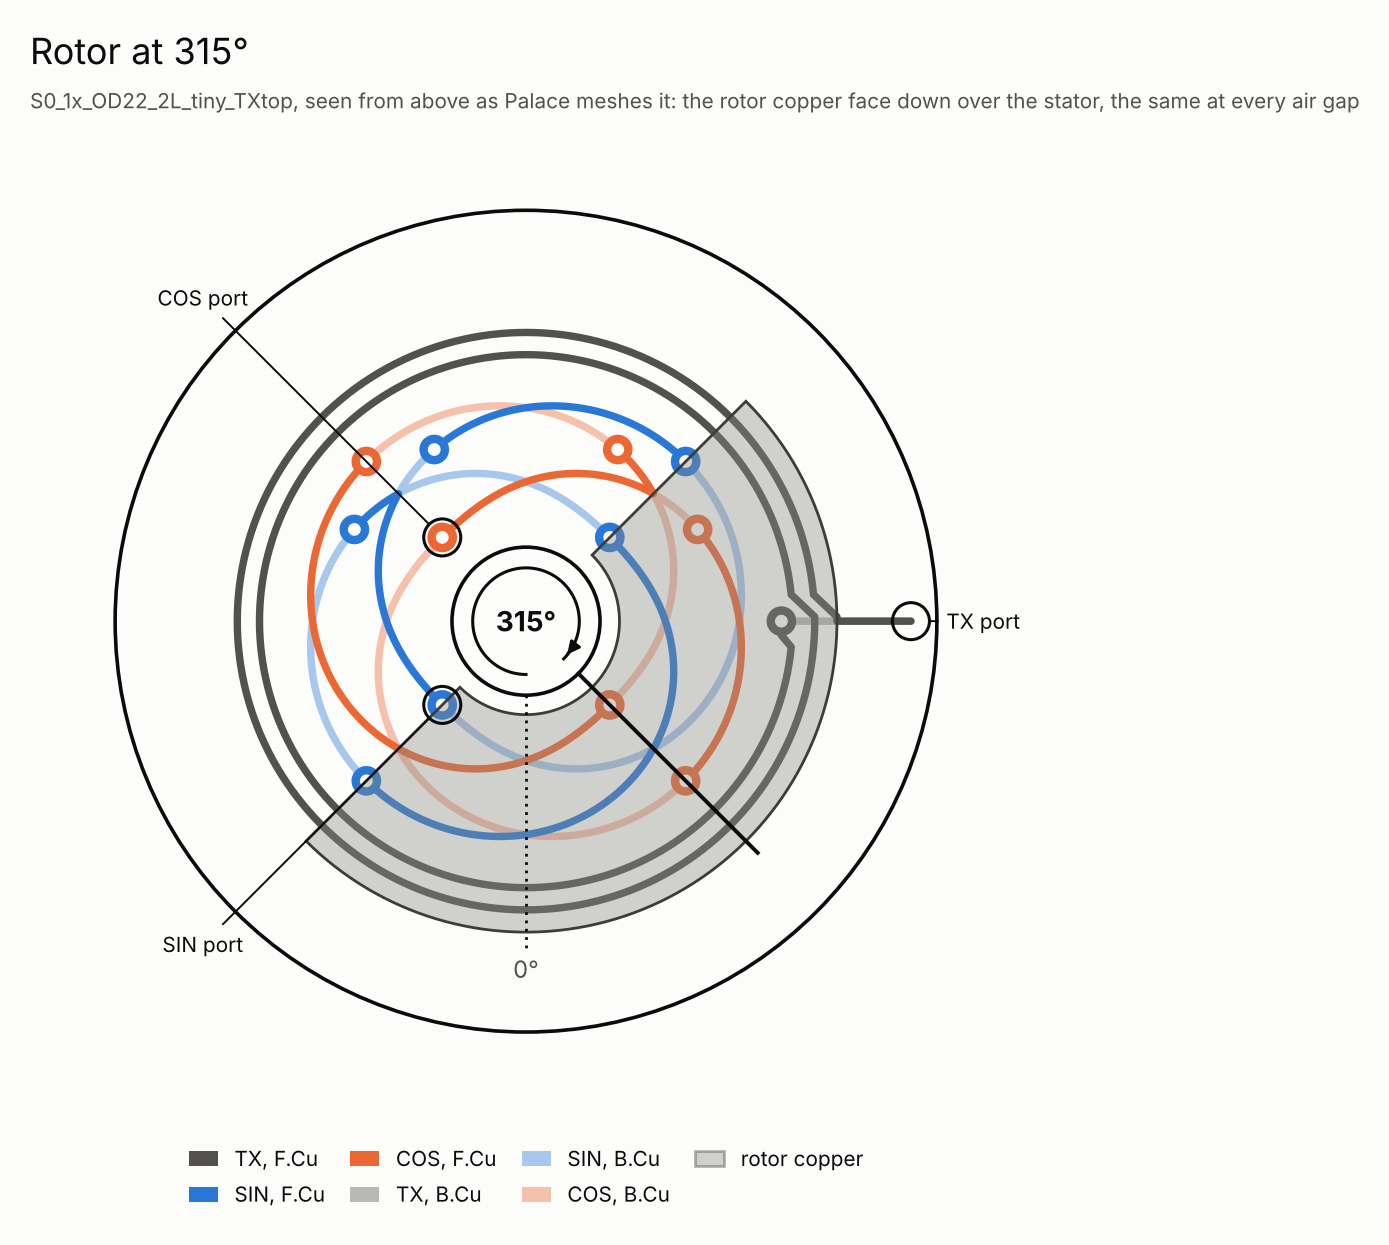 Rotor at 315°
S0_1x_OD22_2L_tiny_TXtop, seen from above as Palace meshes it: the rotor copper face down over the stator, the same at every air gap
COS port
315°
TX port
SIN port
0°
TX, F.Cu
COS, F.Cu
SIN, B.Cu
rotor copper
SIN, F.Cu
TX, B.Cu
COS, B.Cu